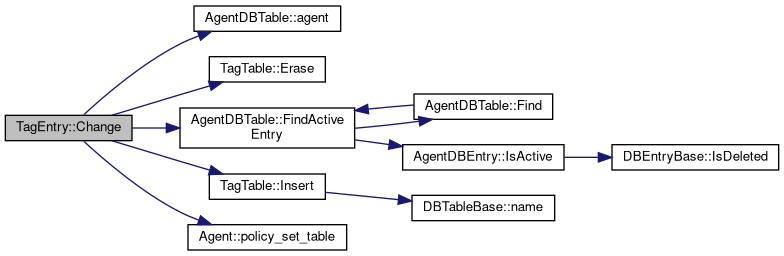 AgentDBTable::agent
TagTable::Erase
AgentDBTable::Find
AgentDBTable::FindActive
Entry
TagEntry::Change
AgentDBEntry::IsActive
DBEntryBase::IsDeleted
TagTable::Insert
DBTableBase::name
Agent::policy_set_table